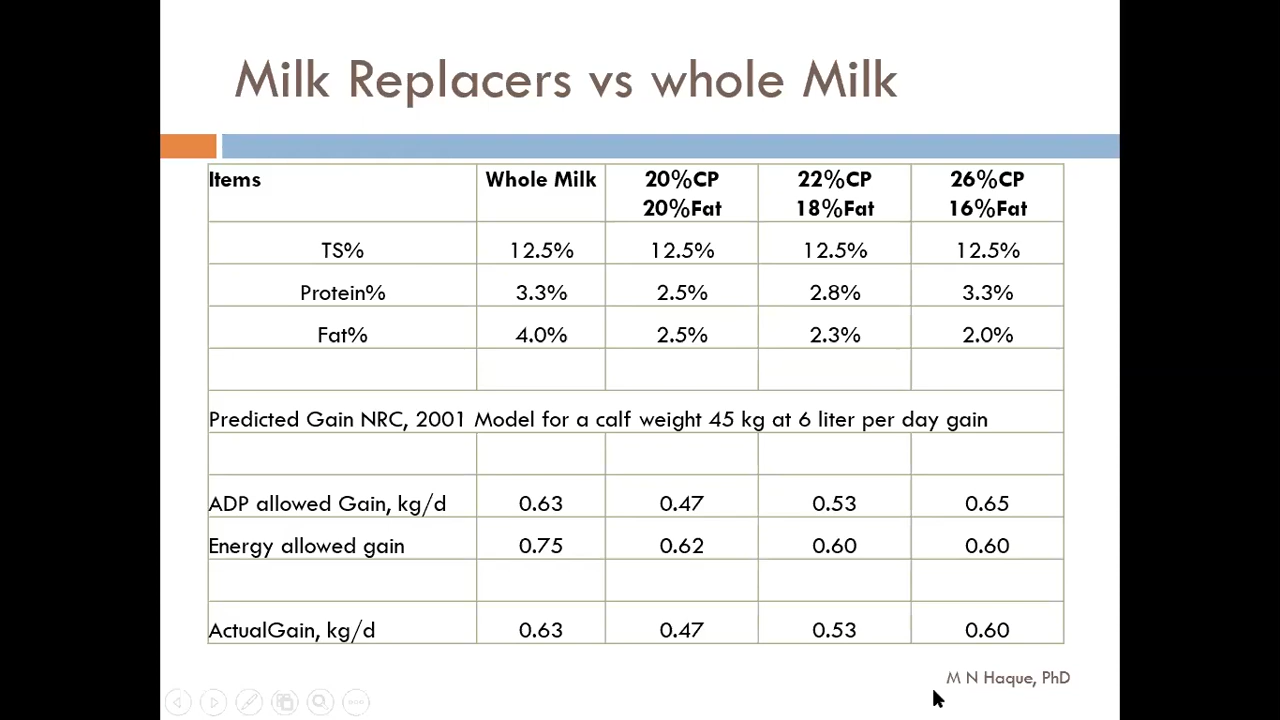 Milk Replacers vs whole Milk
Items Whole Milk 20%CP 22%CP 26%CP
20%Fat 18%Fat 16%Fat
TS% 12.5% 12.5% 12.5% 12.5%
Protein% 3.3% 2.5% 2.8% 3.3%
Fat% 4.0% 2.5% 2.3% 2.0%
Predicted Gain NRC, 2001 Model for a calf weight 45 kg at 6 liter per day gain
ADP allowed Gain, kg/d 0.63 0.47 0.53 0.65
Energy allowed gain 0.75 0.62 0.60 0.60
ActualGain, kg/d 0.63 0.47 0.53 0.60
M N Haque, PhD